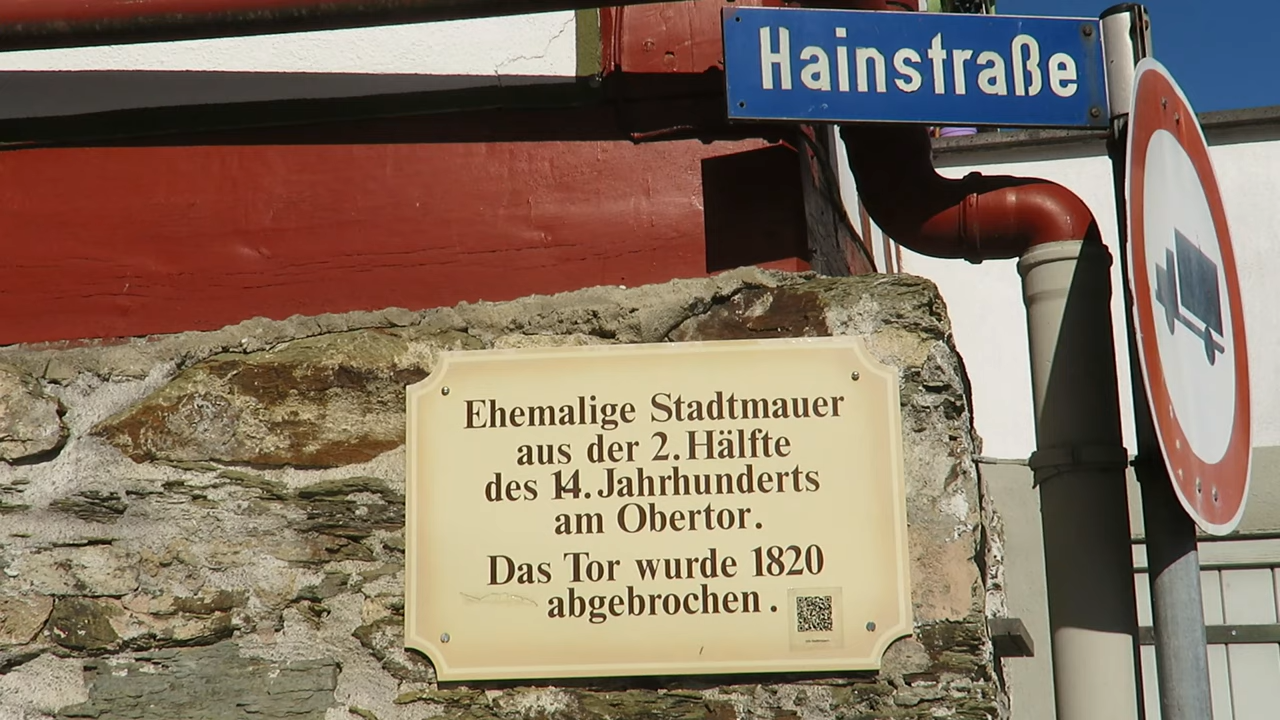 Hainstraße
Ehemalige Stadtmauer
aus der 2. Hälfte
des 14. Jahrhunderts
am Obertor.
Das Tor wurde 1820
abgebrochen.